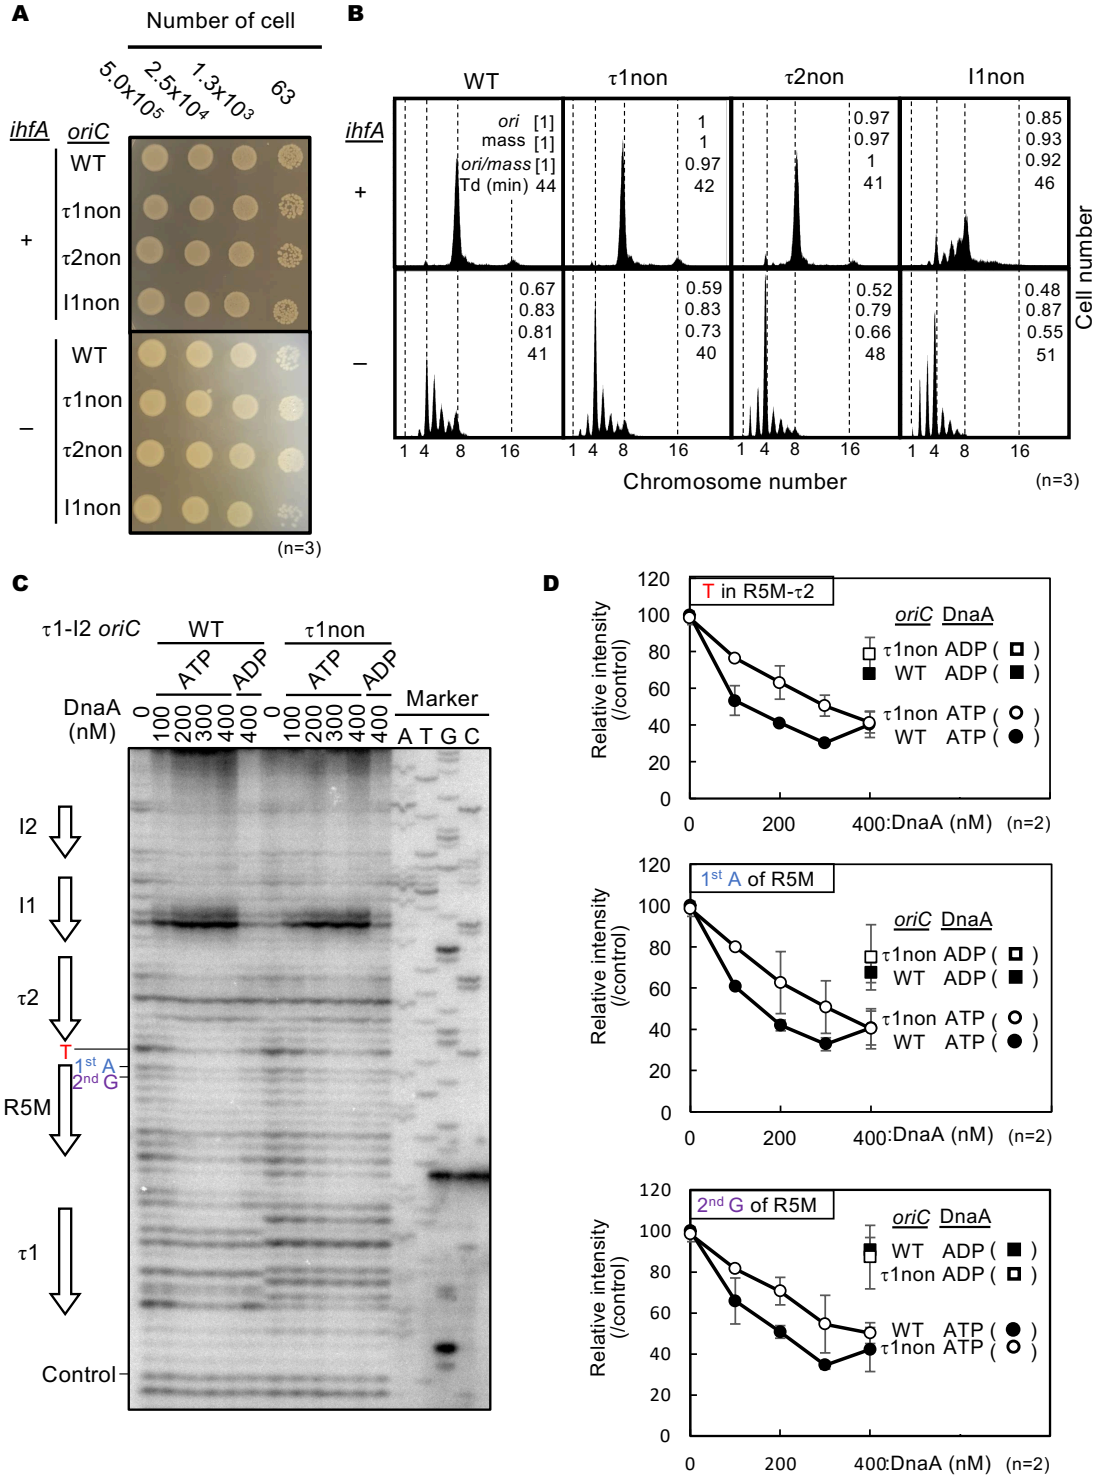 A
Number of cell
5.0x10⁵ 2.5x10⁴ 1.3x10³ 63
ihfA oriC
+
WT
τ1non
τ2non
I1non
–
WT
τ1non
τ2non
I1non
(n=3)
B
WT τ1non τ2non I1non
ihfA
+
ori [1] 1 0.97 0.85
mass [1] 1 0.97 0.93
ori/mass [1] 0.97 1 0.92
Td (min) 44 42 41 46
–
0.67 0.59 0.52 0.48
0.83 0.83 0.79 0.87
0.81 0.73 0.66 0.55
41 40 48 51
Cell number
1 4 8 16 1 4 8 16 1 4 8 16 1 4 8 16
Chromosome number
(n=3)
C
τ1-I2 oriC WT τ1non
ATP ADP ATP ADP
Marker
DnaA (nM) 0 100 200 300 400 400 0 100 200 300 400 400
A T G C
I2
I1
τ2
T
1st A
2nd G
R5M
τ1
Control
D
T in R5M-τ2
Relative intensity
(/control)
120
100
80
60
40
20
0
oriC DnaA
τ1non ADP ( )
WT ADP ( )
τ1non ATP ( )
WT ATP ( )
0 200 400:DnaA (nM) (n=2)
1st A of R5M
Relative intensity
(/control)
120
100
80
60
40
20
0
oriC DnaA
τ1non ADP ( )
WT ADP ( )
τ1non ATP ( )
WT ATP ( )
0 200 400:DnaA (nM) (n=2)
2nd G of R5M
Relative intensity
(/control)
120
100
80
60
40
20
0
oriC DnaA
WT ADP ( )
τ1non ADP ( )
WT ATP ( )
τ1non ATP ( )
0 200 400:DnaA (nM) (n=2)